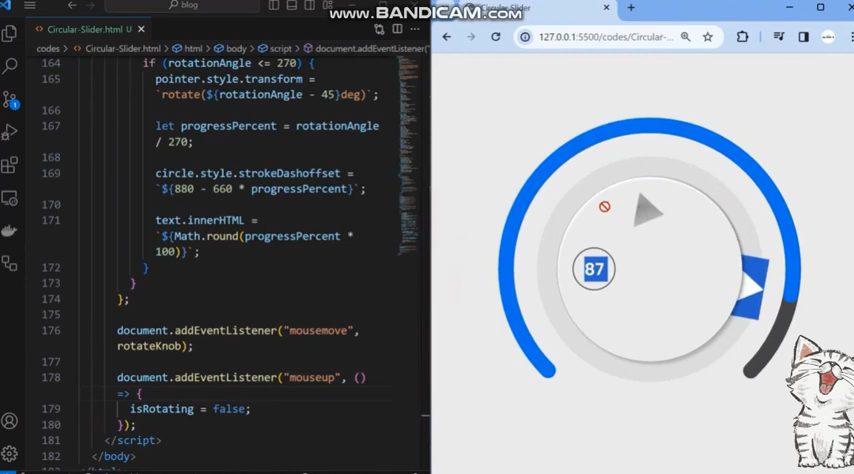 blog
www.BANDICAM.com
Slider
Circular-Slider.html U
127.0.0.1:5500/codes/Circular-
codes > Circular-Slider.html > html > body > script > document.addEventListener("
164 if (rotationAngle <= 270) {
165 pointer.style.transform =
`rotate(${rotationAngle - 45}deg)`;
166
167 let progressPercent = rotationAngle
/ 270;
168
169 circle.style.strokeDashoffset =
`${880 - 660 * progressPercent}`;
170
171 text.innerHTML =
`${Math.round(progressPercent *
100)}`;
172 }
173 }
174 };
175
176 document.addEventListener("mousemove",
rotateKnob);
177
178 document.addEventListener("mouseup", ()
=> {
179 isRotating = false;
180 });
181 </script>
182 </body>
1
87